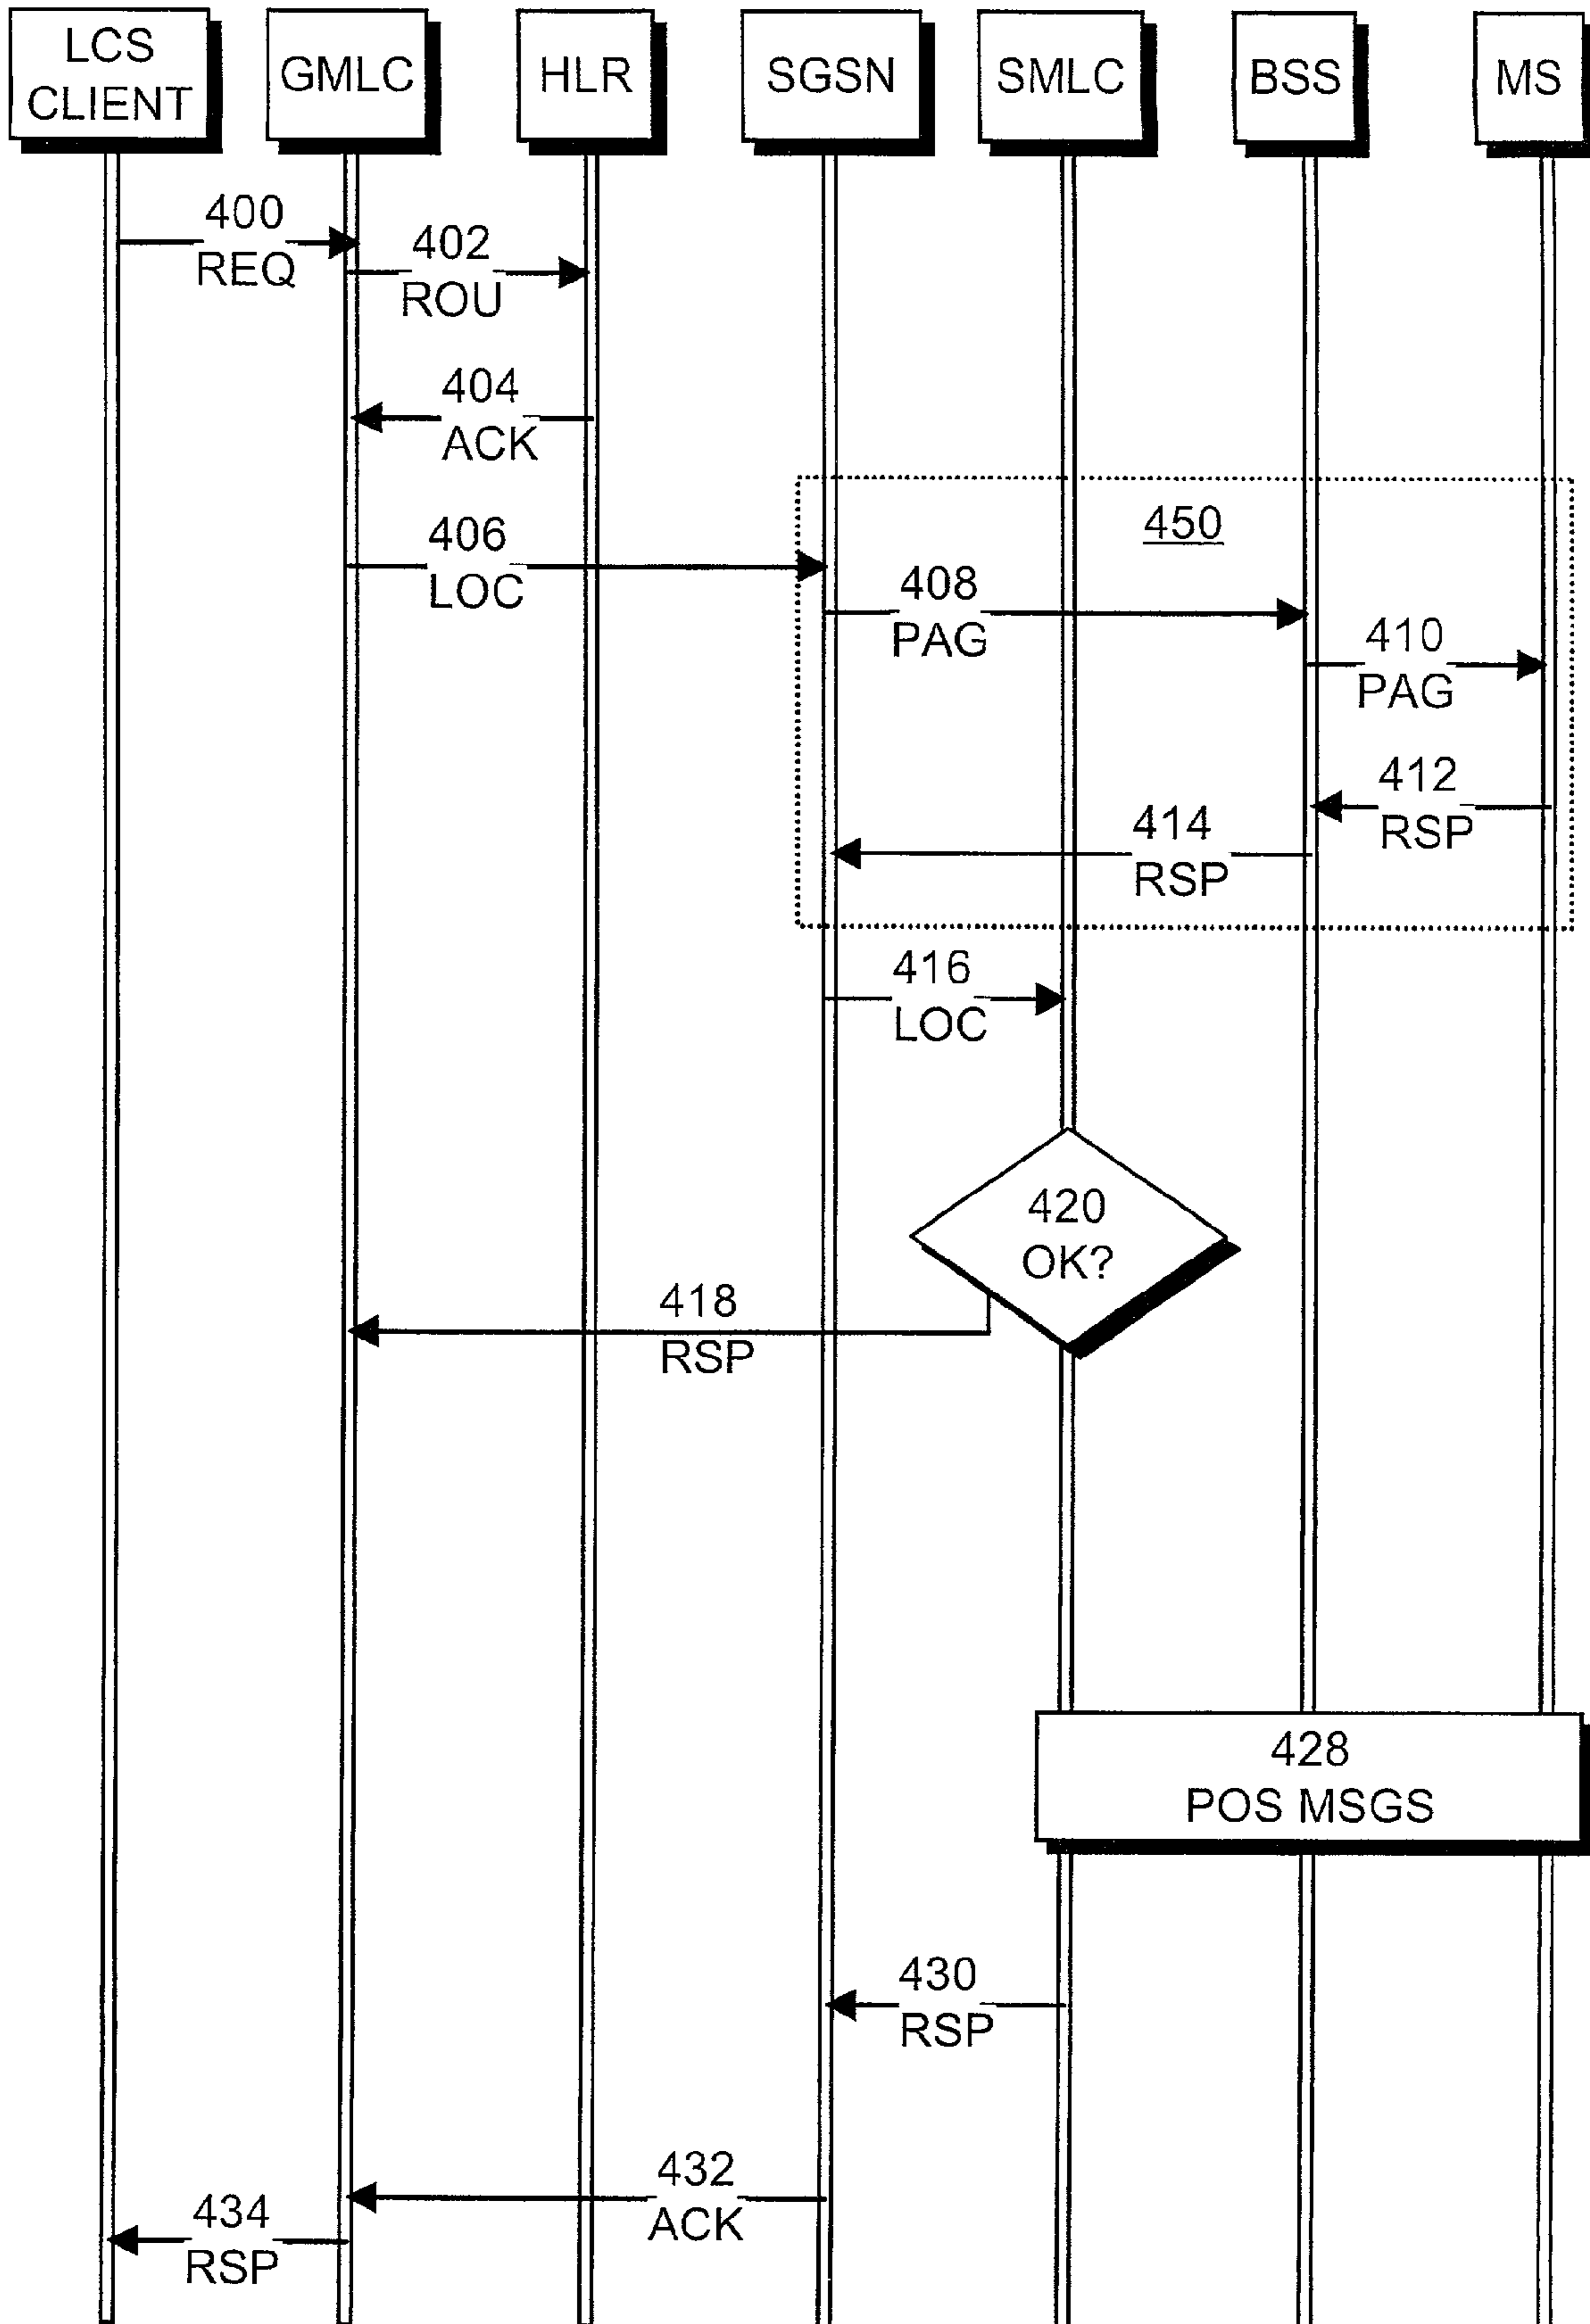 LCS
CLIENT
GMLC
HLR
SGSN
SMLC
BSS
MS
400
REQ
402
ROU
404
ACK
450
406
LOC
408
PAG
410
PAG
412
RSP
414
RSP
416
LOC
420
OK?
418
RSP
428
POS MSGS
430
RSP
432
ACK
434
RSP